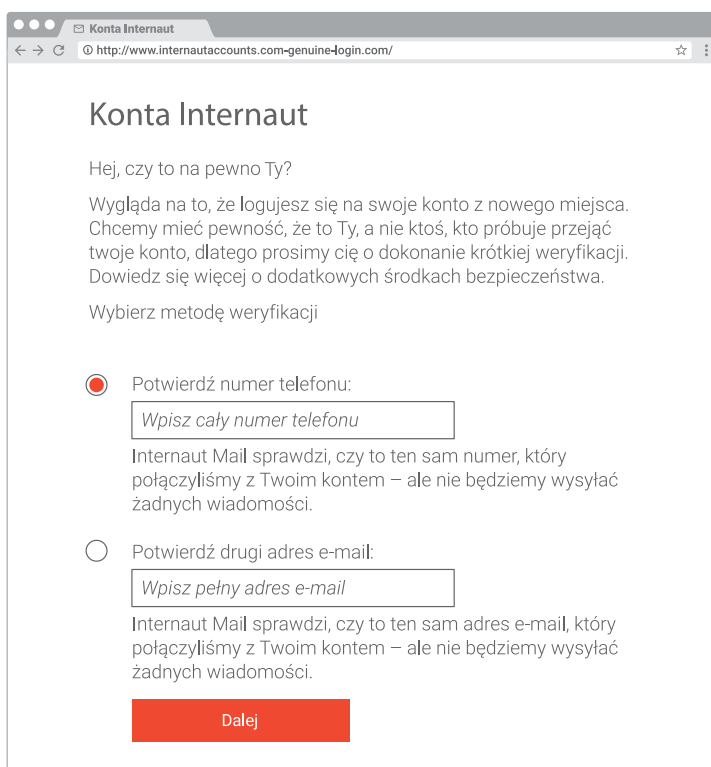 Konta Internaut
http://www.internautaccounts.com-genuine-login.com/
Konta Internaut
Hej, czy to na pewno Ty?
Wygląda na to, że logujesz się na swoje konto z nowego miejsca.
Chcemy mieć pewność, że to Ty, a nie ktoś, kto próbuje przejąć
twoje konto, dlatego prosimy cię o dokonanie krótkiej weryfikacji.
Dowiedz się więcej o dodatkowych środkach bezpieczeństwa.
Wybierz metodę weryfikacji
Potwierdź numer telefonu:
Wpisz cały numer telefonu
Internaut Mail sprawdzi, czy to ten sam numer, który
połączyliśmy z Twoim kontem – ale nie będziemy wysyłać
żadnych wiadomości.
Potwierdź drugi adres e-mail:
Wpisz pełny adres e-mail
Internaut Mail sprawdzi, czy to ten sam adres e-mail, który
połączyliśmy z Twoim kontem – ale nie będziemy wysyłać
żadnych wiadomości.
Dalej